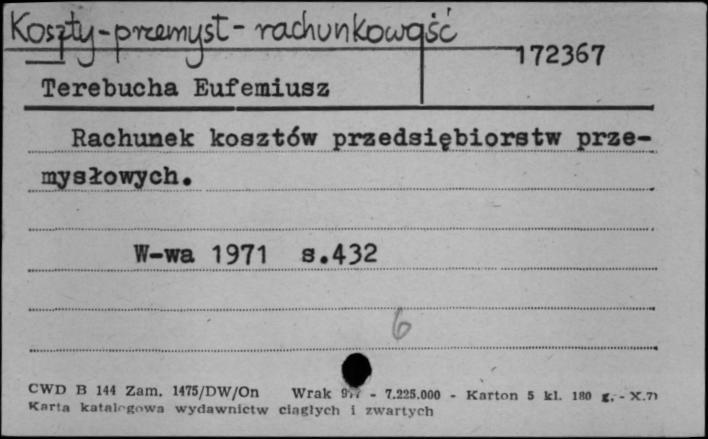 Koszty-przemysł-rachunkowość
172367
Terebucha Eufemiusz
Rachunek kosztów przedsiębiorstw prze-
mysłowych.
W-wa 1971 s.432
6
CWD B 144 Zam. 1475/DW/On Wrak - 7.225.000 - Karton 5 kl. 180 g. - X.71
Karta katalogowa wydawnictw ciągłych i zwartych